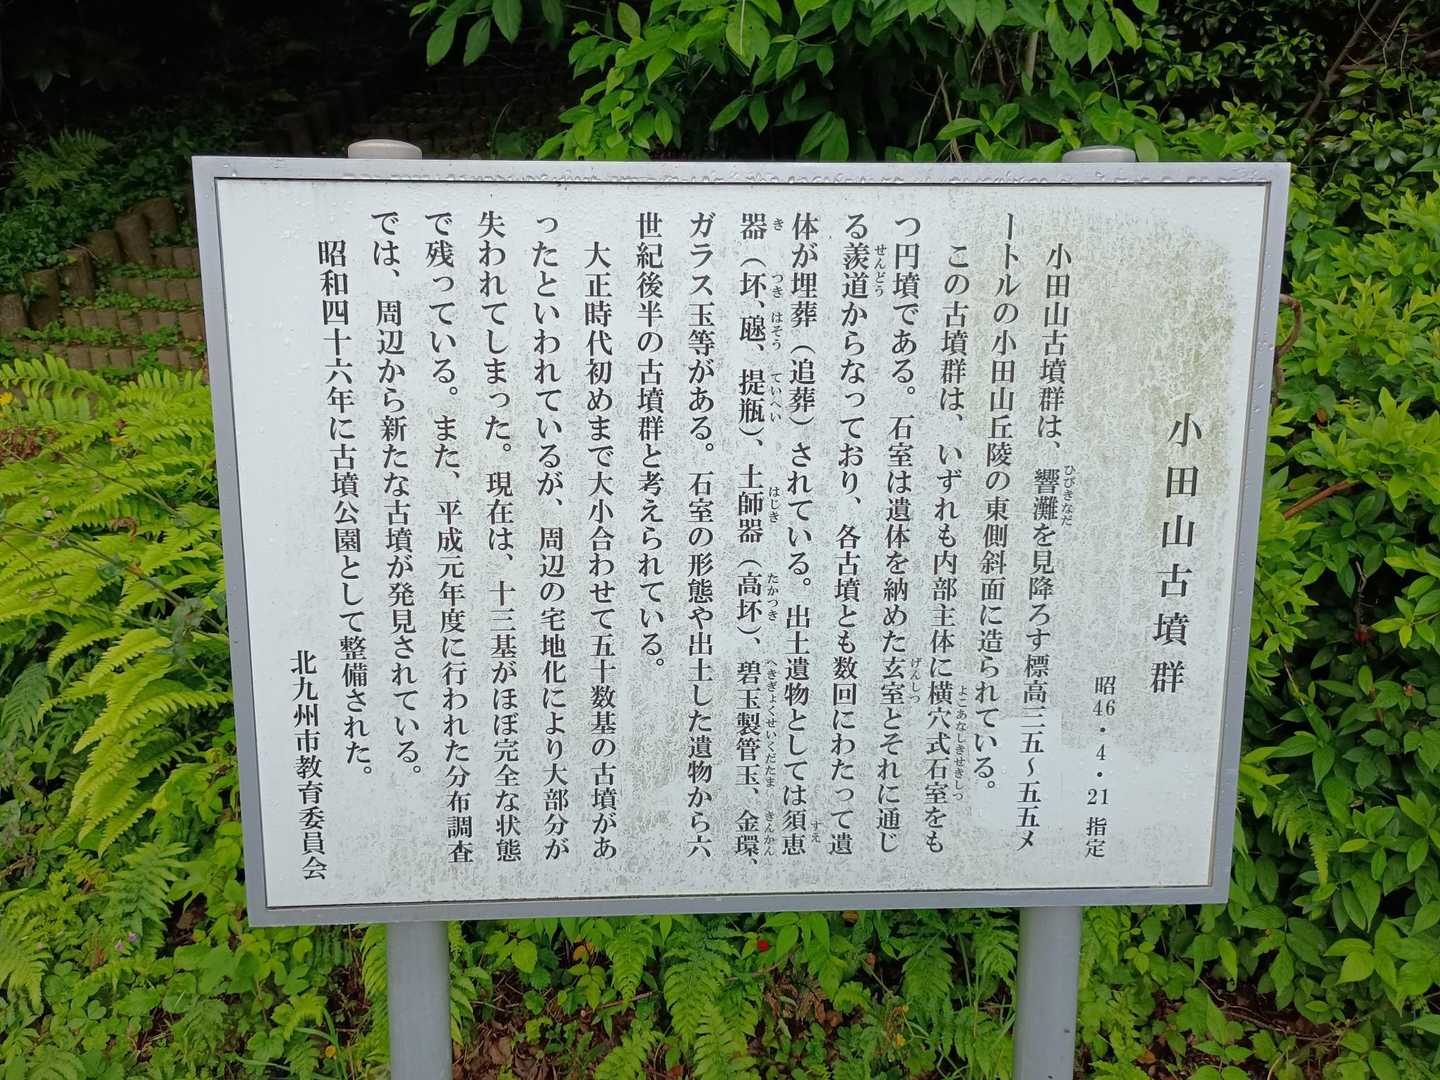 小田山古墳群
昭46・4・21指定
小田山古墳群は、響灘を見降ろす標高三五〜五五メ
ートルの小田山丘陵の東側斜面に造られている。
この古墳群は、いずれも内部主体に横穴式石室をも
つ円墳である。石室は遺体を納めた玄室とそれに通じ
る羨道からなっており、各古墳とも数回にわたって遺
体が埋葬（追葬）されている。出土遺物としては須恵
器（坏、𤭯、提瓶）、土師器（高坏）、碧玉製管玉、金環、
ガラス玉等がある。石室の形態や出土した遺物から六
世紀後半の古墳群と考えられている。
大正時代初めまで大小合わせて五十数基の古墳があ
ったといわれているが、周辺の宅地化により大部分が
失われてしまった。現在は、十三基がほぼ完全な状態
で残っている。また、平成元年度に行われた分布調査
では、周辺から新たな古墳が発見されている。
昭和四十六年に古墳公園として整備された。
北九州市教育委員会